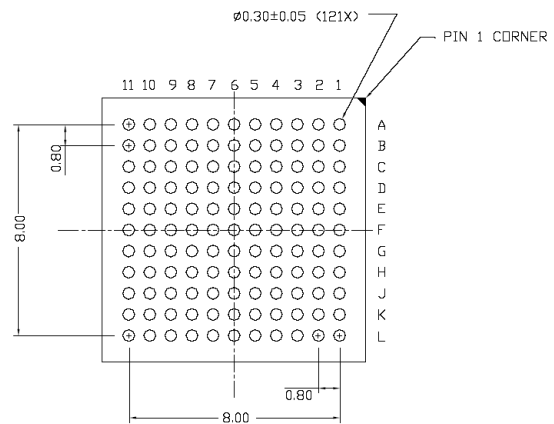 ø0.30±0.05 (121X)
PIN 1 CORNER
11 10 9 8 7 6 5 4 3 2 1
A
B
C
D
E
F
G
H
J
K
L
0.80
8.00
0.80
8.00